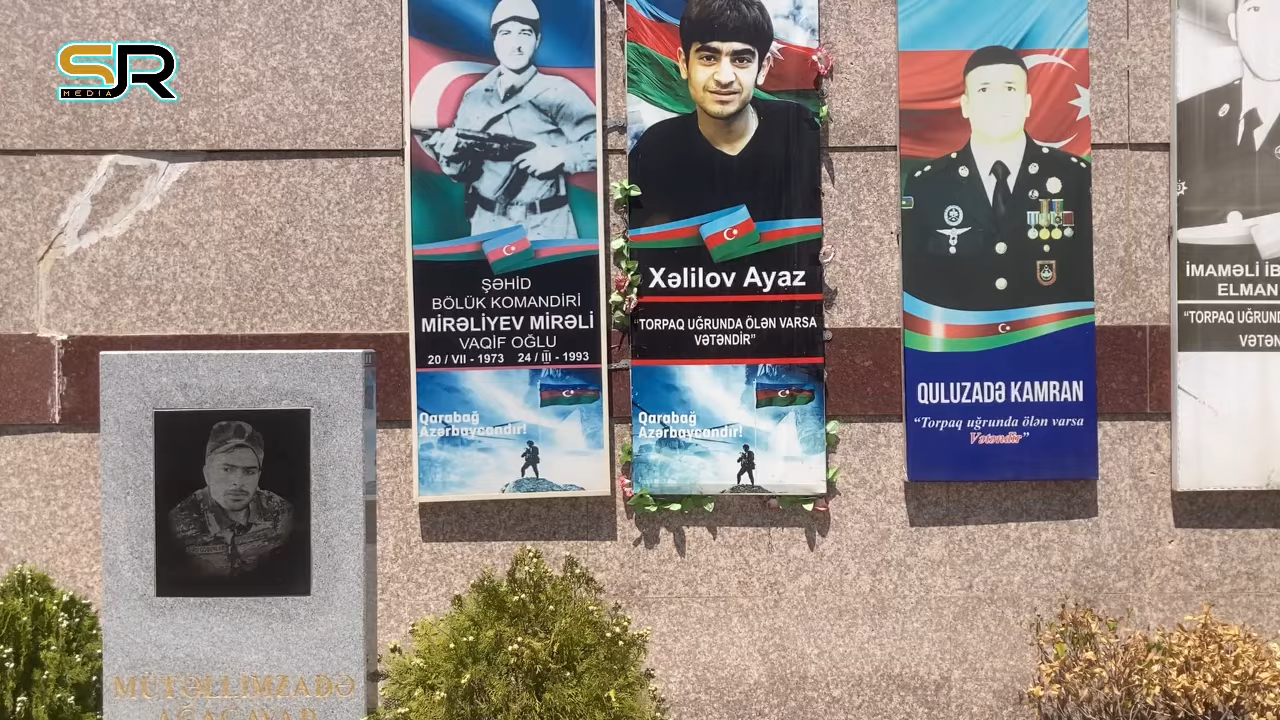 SR
MEDIA
ŞƏHİD
BÖLÜK KOMANDİRİ
MİRƏLİYEV MİRƏLİ
VAQİF OĞLU
20 / VII - 1973 24 / III - 1993
Qarabağ
Azərbaycandır!
Xəlilov Ayaz
“TORPAQ UĞRUNDA ÖLƏN VARSA
VƏTƏNDİR”
Qarabağ
Azərbaycandır!
QULUZADƏ KAMRAN
“Torpaq uğrunda ölən varsa
Vətəndir”
İMAMƏLİ
ELMAN
“TORPAQ
MÜTƏLLİMZADƏ